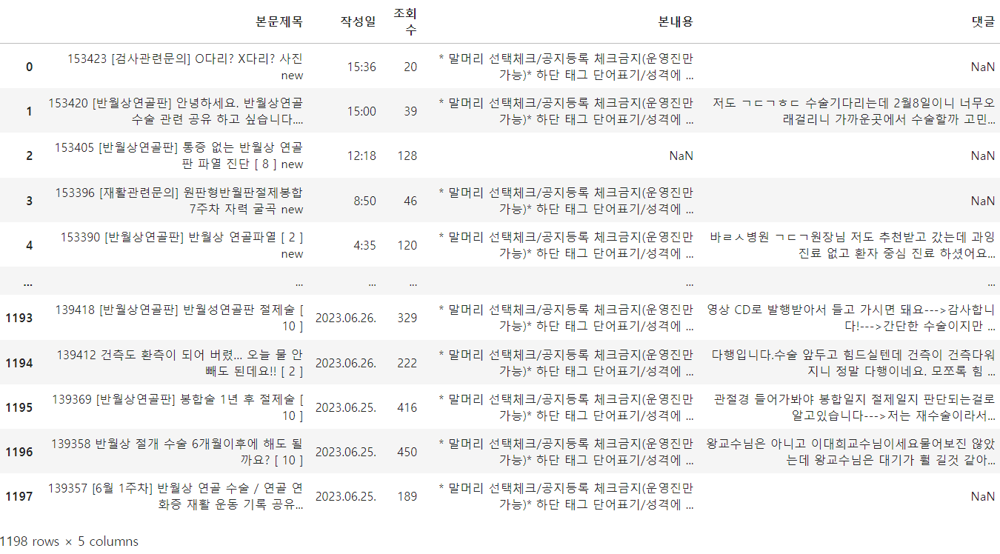 본문제목 작성일 조회수 본내용 댓글
0 153423 [검사관련문의] O다리? X다리? 사진 new 15:36 20 * 말머리 선택체크/공지등록 체크금지(운영진만 가능)* 하단 태그 단어표기/성격에 ... NaN
1 153420 [반월상연골판] 안녕하세요. 반월상연골 수술 관련 공유 하고 싶습니다.... 15:00 39 * 말머리 선택체크/공지등록 체크금지(운영진만 가능)* 하단 태그 단어표기/성격에 ... 저도 ㄱㄷㄱㅎㄷ 수술기다리는데 2월8일이니 너무오래걸리니 가까운곳에서 수술할까 고민...
2 153405 [반월상연골판] 통증 없는 반월상 연골판 파열 진단 [ 8 ] new 12:18 128 NaN NaN
3 153396 [재활관련문의] 원판형반월판절제봉합 7주차 자력 굴곡 new 8:50 46 * 말머리 선택체크/공지등록 체크금지(운영진만 가능)* 하단 태그 단어표기/성격에 ... NaN
4 153390 [반월상연골판] 반월상 연골파열 [ 2 ] new 4:35 120 * 말머리 선택체크/공지등록 체크금지(운영진만 가능)* 하단 태그 단어표기/성격에 ... 바ㄹㅅ병원 ㄱㄷㄱ원장님 저도 추천받고 갔는데 과잉진료 없고 환자 중심 진료 하셨어요...
... ... ... ... ... ...
1193 139418 [반월상연골판] 반월성연골판 절제술 [ 10 ] 2023.06.26. 329 * 말머리 선택체크/공지등록 체크금지(운영진만 가능)* 하단 태그 단어표기/성격에 ... 영상 CD로 발행받아서 들고 가시면 돼요--->감사합니다!--->간단한 수술이지만 ...
1194 139412 건측도 환측이 되어 버렸... 오늘 물 안 빼도 된데요!! [ 2 ] 2023.06.26. 222 * 말머리 선택체크/공지등록 체크금지(운영진만 가능)* 하단 태그 단어표기/성격에 ... 다행입니다.수술 앞두고 힘드실텐데 건측이 건측다워지니 정말 다행이네요. 모쪼록 힘 ...
1195 139369 [반월상연골판] 봉합술 1년 후 절제술 [ 10 ] 2023.06.25. 416 * 말머리 선택체크/공지등록 체크금지(운영진만 가능)* 하단 태그 단어표기/성격에 ... 관절경 들어가봐야 봉합일지 절제일지 판단되는걸로 알고있습니다--->저는 재수술이라서...
1196 139358 반월상 절개 수술 6개월이후에 해도 될까요? [ 10 ] 2023.06.25. 450 * 말머리 선택체크/공지등록 체크금지(운영진만 가능)* 하단 태그 단어표기/성격에 ... 왕교수님은 아니고 이대희교수님이세요물어보진 않았는데 왕교수님은 대기가 훨 길것 같아...
1197 139357 [6월 1주차] 반월상 연골 수술 / 연골 연화증 재활 운동 기록 공유... 2023.06.25. 189 * 말머리 선택체크/공지등록 체크금지(운영진만 가능)* 하단 태그 단어표기/성격에 ... NaN
1198 rows × 5 columns